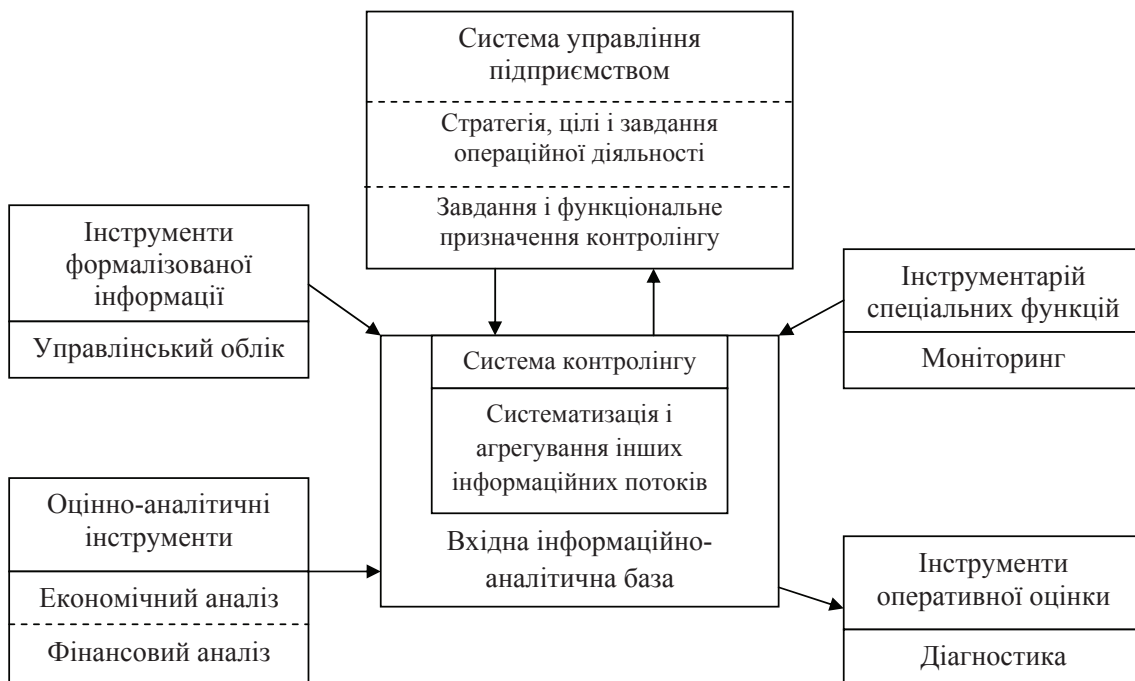 Система управління
підприємством
Стратегія, цілі і завдання
операційної діяльності
Завдання і функціональне
призначення контролінгу
Інструменти
формалізованої
інформації
Управлінський облік
Інструментарій
спеціальних функцій
Моніторинг
Система контролінгу
Систематизація і
агрегування інших
інформаційних потоків
Вхідна інформаційно-
аналітична база
Оцінно-аналітичні
інструменти
Економічний аналіз
Фінансовий аналіз
Інструменти
оперативної оцінки
Діагностика